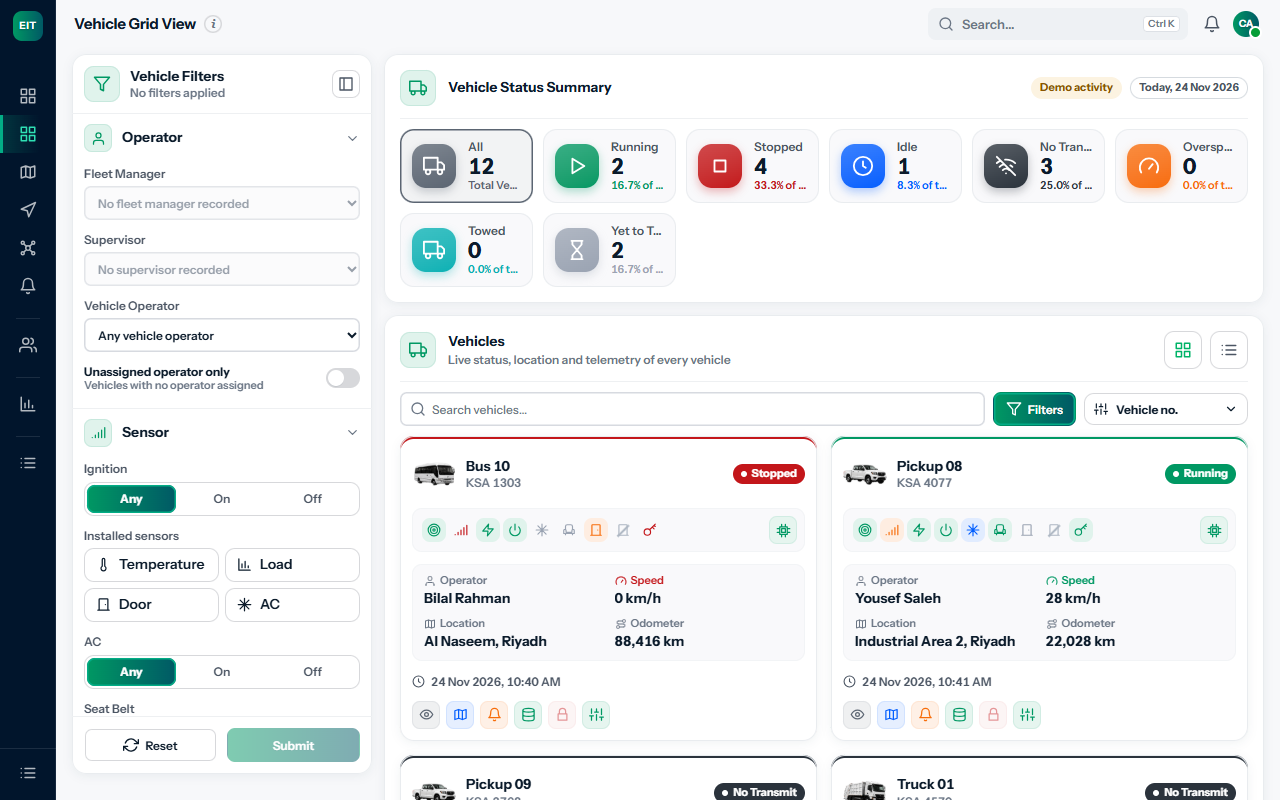 EIT
Vehicle Grid View
i
Search...
Ctrl K
CA
Vehicle Filters
No filters applied
Operator
Fleet Manager
No fleet manager recorded
Supervisor
No supervisor recorded
Vehicle Operator
Any vehicle operator
Unassigned operator only
Vehicles with no operator assigned
Sensor
Ignition
Any On Off
Installed sensors
Temperature Load
Door AC
AC
Any On Off
Seat Belt
Reset Submit
Vehicle Status Summary
Demo activity
Today, 24 Nov 2026
All
12
Total Ve...
Running
2
16.7% of ...
Stopped
4
33.3% of ...
Idle
1
8.3% of t...
No Tran...
3
25.0% of ...
Oversp...
0
0.0% of t...
Towed
0
0.0% of t...
Yet to T...
2
16.7% of ...
Vehicles
Live status, location and telemetry of every vehicle
Search vehicles...
Filters
Vehicle no.
Bus 10
KSA 1303
Stopped
Operator
Bilal Rahman
Speed
0 km/h
Location
Al Naseem, Riyadh
Odometer
88,416 km
24 Nov 2026, 10:40 AM
Pickup 08
KSA 4077
Running
Operator
Yousef Saleh
Speed
28 km/h
Location
Industrial Area 2, Riyadh
Odometer
22,028 km
24 Nov 2026, 10:41 AM
Pickup 09
No Transmit
Truck 01
No Transmit